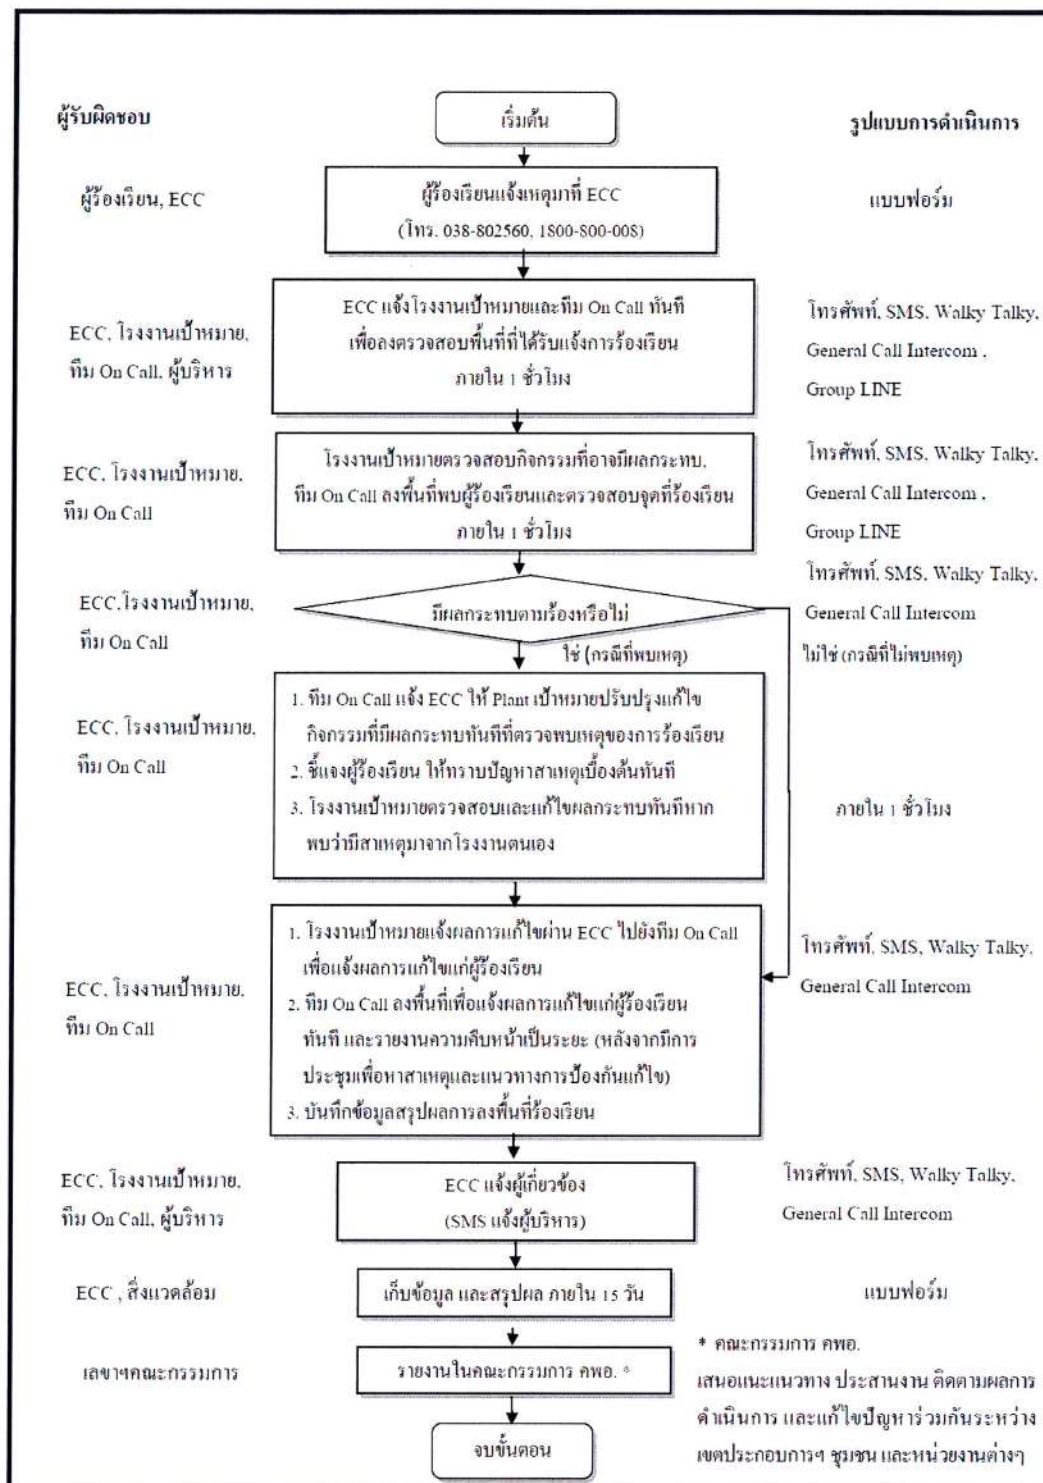 ผู้รับผิดชอบ
เริ่มต้น
รูปแบบการดำเนินการ
ผู้ร้องเรียน, ECC
ผู้ร้องเรียนแจ้งเหตุมาที่ ECC
(โทร. 038-802560, 1800-800-008)
แบบฟอร์ม
ECC, โรงงานเป้าหมาย,
ทีม On Call, ผู้บริหาร
ECC แจ้งโรงงานเป้าหมายและทีม On Call ทันที
เพื่อลงตรวจสอบพื้นที่ที่ได้รับแจ้งการร้องเรียน
ภายใน 1 ชั่วโมง
โทรศัพท์, SMS, Walky Talky,
General Call Intercom ,
Group LINE
ECC, โรงงานเป้าหมาย,
ทีม On Call
โรงงานเป้าหมายตรวจสอบกิจกรรมที่อาจมีผลกระทบ,
ทีม On Call ลงพื้นที่พบผู้ร้องเรียนและตรวจสอบจุดที่ร้องเรียน
ภายใน 1 ชั่วโมง
โทรศัพท์, SMS, Walky Talky,
General Call Intercom ,
Group LINE
ECC,โรงงานเป้าหมาย,
ทีม On Call
มีผลกระทบตามร้องหรือไม่
โทรศัพท์, SMS, Walky Talky,
General Call Intercom
ใช่ (กรณีที่พบเหตุ)
ไม่ใช่ (กรณีที่ไม่พบเหตุ)
ECC, โรงงานเป้าหมาย,
ทีม On Call
1. ทีม On Call แจ้ง ECC ให้ Plant เป้าหมายปรับปรุงแก้ไข
กิจกรรมที่มีผลกระทบทันทีที่ตรวจพบเหตุของการร้องเรียน
2. ชี้แจงผู้ร้องเรียน ให้ทราบปัญหาสาเหตุเบื้องต้นทันที
3. โรงงานเป้าหมายตรวจสอบและแก้ไขผลกระทบทันทีหาก
พบว่ามีสาเหตุมาจากโรงงานตนเอง
ภายใน 1 ชั่วโมง
ECC, โรงงานเป้าหมาย,
ทีม On Call
1. โรงงานเป้าหมายแจ้งผลการแก้ไขผ่าน ECC ไปยังทีม On Call
เพื่อแจ้งผลการแก้ไขแก่ผู้ร้องเรียน
2. ทีม On Call ลงพื้นที่เพื่อแจ้งผลการแก้ไขแก่ผู้ร้องเรียน
ทันที และรายงานความคืบหน้าเป็นระยะ (หลังจากมีการ
ประชุมเพื่อหาสาเหตุและแนวทางการป้องกันแก้ไข)
3. บันทึกข้อมูลสรุปผลการลงพื้นที่ร้องเรียน
โทรศัพท์, SMS, Walky Talky,
General Call Intercom
ECC, โรงงานเป้าหมาย,
ทีม On Call, ผู้บริหาร
ECC แจ้งผู้เกี่ยวข้อง
(SMS แจ้งผู้บริหาร)
โทรศัพท์, SMS, Walky Talky,
General Call Intercom
ECC , สิ่งแวดล้อม
เก็บข้อมูล และสรุปผล ภายใน 15 วัน
แบบฟอร์ม
เลขาฯคณะกรรมการ
รายงานในคณะกรรมการ คพอ. *
จบขั้นตอน
* คณะกรรมการ คพอ.
เสนอแนะแนวทาง ประสานงาน ติดตามผลการ
ดำเนินการ และแก้ไขปัญหาร่วมกันระหว่าง
เขตประกอบการฯ ชุมชน และหน่วยงานต่างๆ